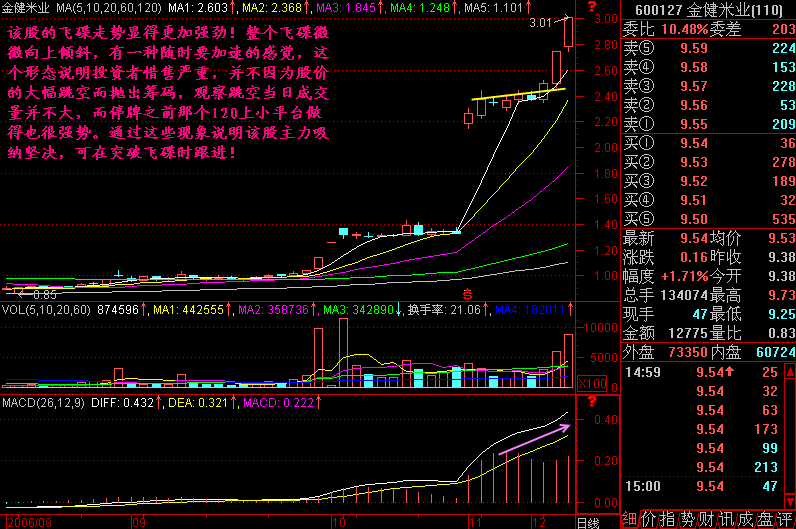 金健米业 MA(5,10,20,60,120) MA1: 2.603↑, MA2: 2.368↑, MA3: 1.845↑, MA4: 1.248↑, MA5: 1.101↑ ?
该股的飞碟走势显得更加强劲！整个飞碟微
微向上倾斜，有一种随时要加速的感觉，这
个形态说明投资者惜售严重，并不因为股价
的大幅跳空而抛出筹码，观察跳空当日成交
量并不大，而停牌之前那个120上小平台做
得也很强势。通过这些现象说明该股主力吸
纳坚决，可在突破飞碟时跟进！
3.01
3.00
2.80
2.60
2.40
2.20
2.00
1.80
1.60
1.40
1.20
1.00
0.85
S
VOL(5,10,20,60) 874596↑, MA1: 442555↑, MA2: 358736↑, MA3: 342890↓, 换手率: 21.06↑, MA4: 182011↑
10000
5000
X100
0
MACD(26,12,9) DIFF: 0.432↑, DEA: 0.321↑, MACD: 0.222↑ ?
0.40
0.20
0.00
2006/08 09 10 11 12 日线
600127 金健米业(110)
委比 10.48% 委差 203
卖⑤ 9.59 224
卖④ 9.58 153
卖③ 9.57 228
卖② 9.56 53
卖① 9.55 209
买① 9.54 36
买② 9.53 278
买③ 9.52 189
买④ 9.51 32
买⑤ 9.50 535
最新 9.54 均价 9.53
涨跌 0.16 昨收 9.38
幅度 +1.71% 今开 9.38
总手 134074 最高 9.73
现手 47 最低 9.25
金额 12775 量比 0.83
外盘 73350 内盘 60724
14:59 9.54↑ 25
9.54 32
9.54 63
9.54 173
9.54 99
9.54 213
15:00 9.54 47
细 价 指 势 财 讯 成 盘 评